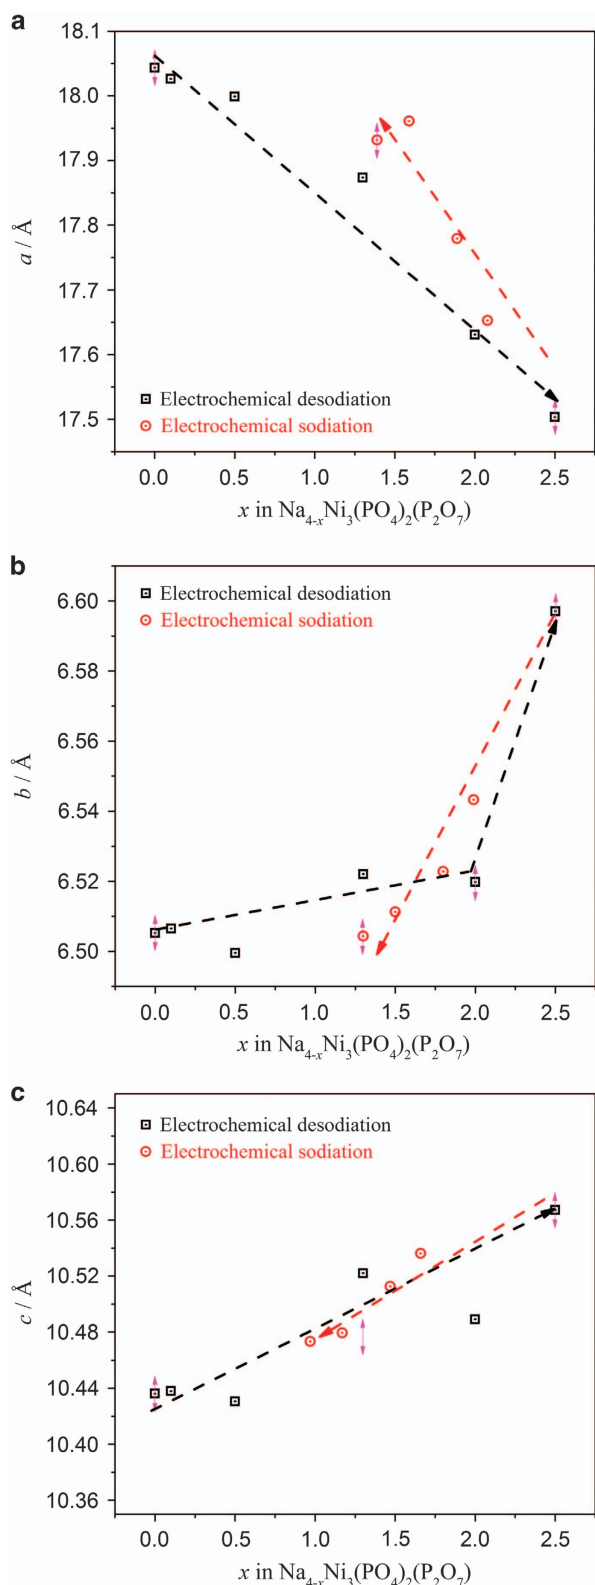 a
18.1
18.0
17.9
17.8
17.7
17.6
17.5
a / Å
Electrochemical desodiation
Electrochemical sodiation
0.0 0.5 1.0 1.5 2.0 2.5
x in Na₄₋ₓNi₃(PO₄)₂(P₂O₇)
b
6.60
6.58
6.56
6.54
6.52
6.50
b / Å
Electrochemical desodiation
Electrochemical sodiation
0.0 0.5 1.0 1.5 2.0 2.5
x in Na₄₋ₓNi₃(PO₄)₂(P₂O₇)
c
10.64
10.60
10.56
10.52
10.48
10.44
10.40
10.36
c / Å
Electrochemical desodiation
Electrochemical sodiation
0.0 0.5 1.0 1.5 2.0 2.5
x in Na₄₋ₓNi₃(PO₄)₂(P₂O₇)